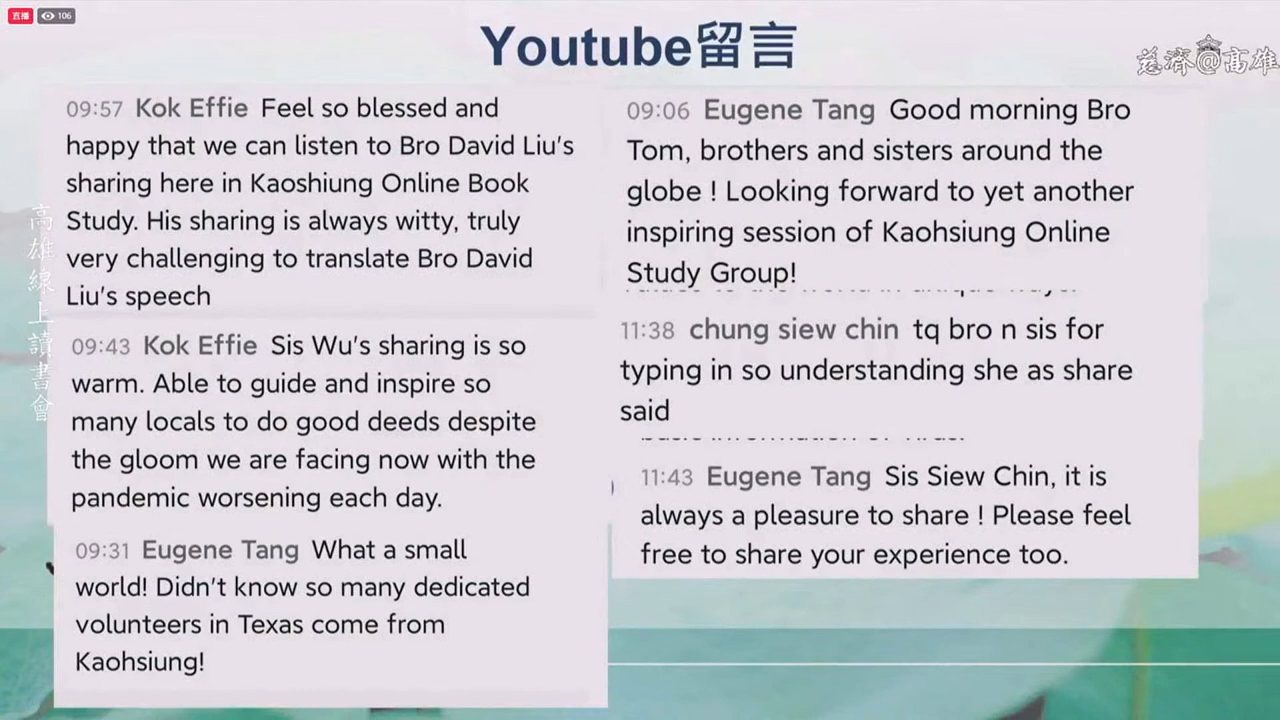 直播 106
Youtube留言
慈濟@高雄
高雄線上讀書會
09:57 Kok Effie Feel so blessed and
happy that we can listen to Bro David Liu's
sharing here in Kaoshiung Online Book
Study. His sharing is always witty, truly
very challenging to translate Bro David
Liu's speech
09:43 Kok Effie Sis Wu's sharing is so
warm. Able to guide and inspire so
many locals to do good deeds despite
the gloom we are facing now with the
pandemic worsening each day.
09:31 Eugene Tang What a small
world! Didn't know so many dedicated
volunteers in Texas come from
Kaohsiung!
09:06 Eugene Tang Good morning Bro
Tom, brothers and sisters around the
globe ! Looking forward to yet another
inspiring session of Kaohsiung Online
Study Group!
11:38 chung siew chin tq bro n sis for
typing in so understanding she as share
said
11:43 Eugene Tang Sis Siew Chin, it is
always a pleasure to share ! Please feel
free to share your experience too.